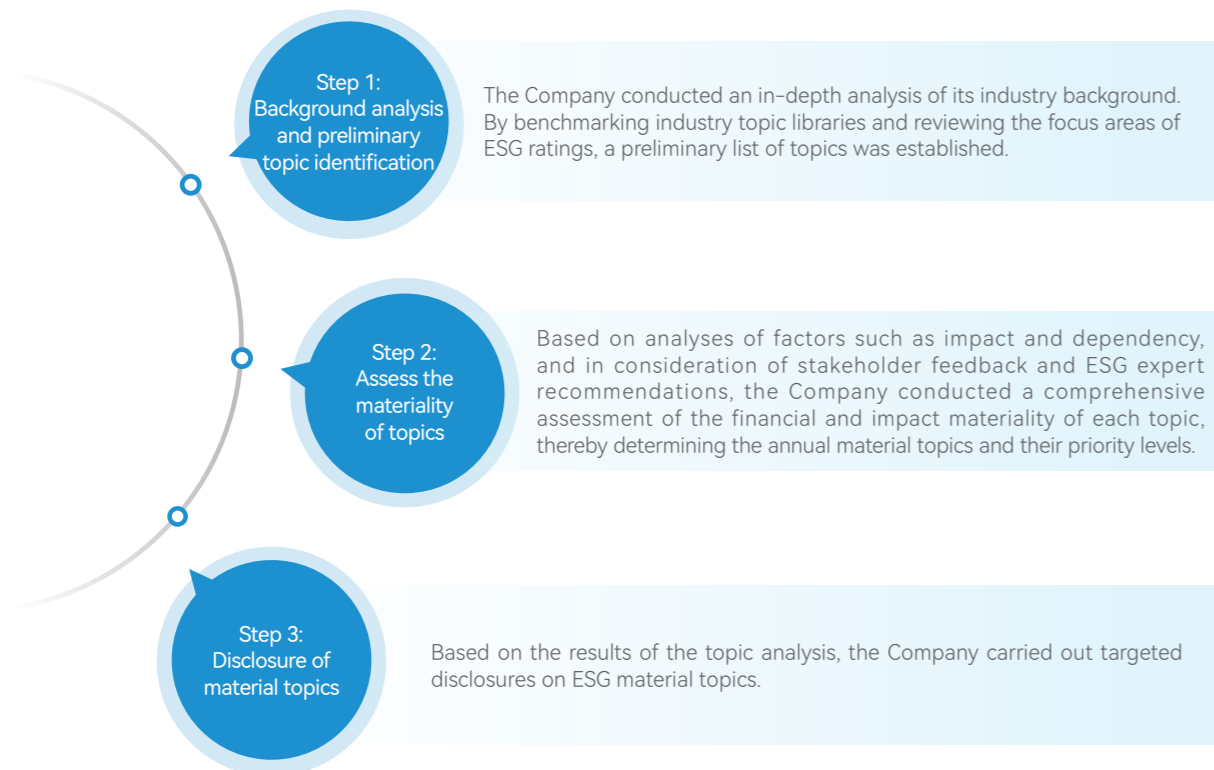 Step 1:
Background analysis
and preliminary
topic identification
The Company conducted an in-depth analysis of its industry background.
By benchmarking industry topic libraries and reviewing the focus areas of
ESG ratings, a preliminary list of topics was established.
Step 2:
Assess the
materiality
of topics
Based on analyses of factors such as impact and dependency,
and in consideration of stakeholder feedback and ESG expert
recommendations, the Company conducted a comprehensive
assessment of the financial and impact materiality of each topic,
thereby determining the annual material topics and their priority levels.
Step 3:
Disclosure of
material topics
Based on the results of the topic analysis, the Company carried out targeted
disclosures on ESG material topics.